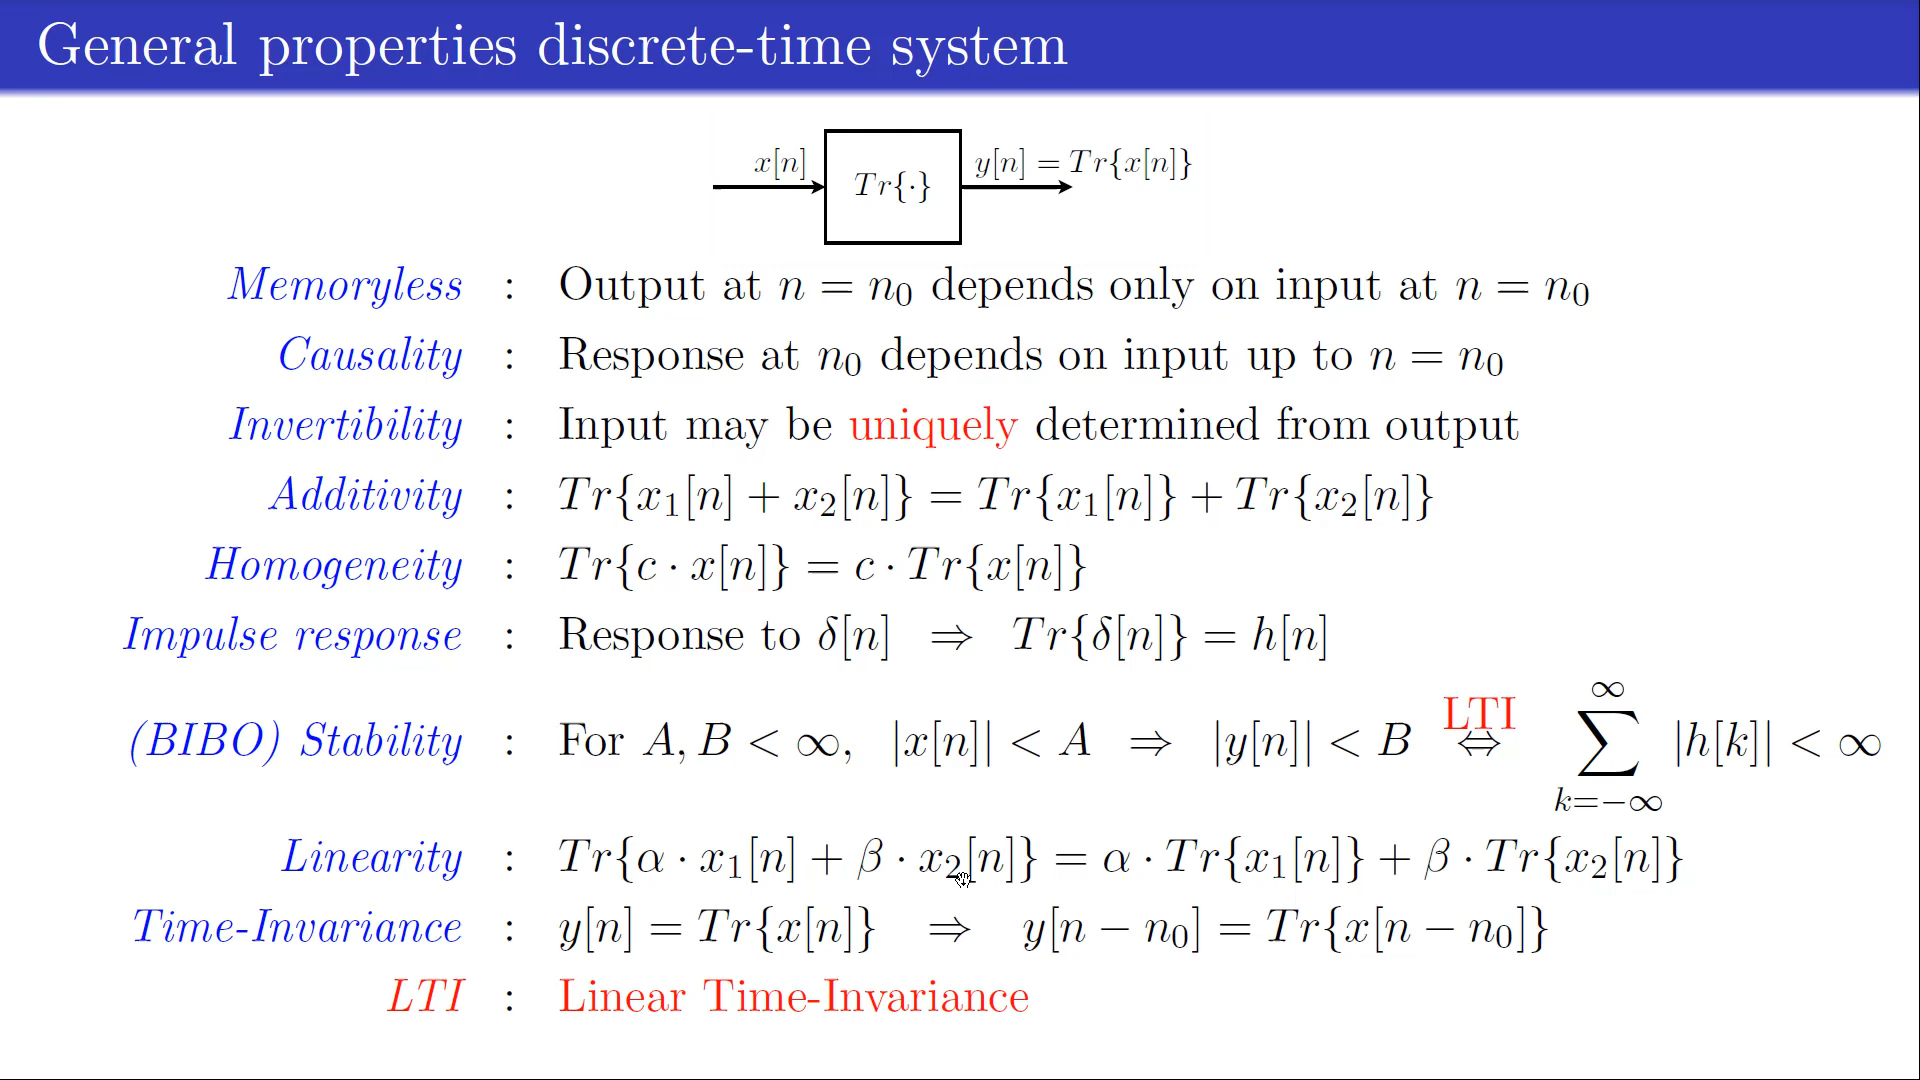 General properties discrete-time system
x[n] Tr{·} y[n] = Tr{x[n]}
Memoryless : Output at n = n₀ depends only on input at n = n₀
Causality : Response at n₀ depends on input up to n = n₀
Invertibility : Input may be uniquely determined from output
Additivity : Tr{x₁[n] + x₂[n]} = Tr{x₁[n]} + Tr{x₂[n]}
Homogeneity : Tr{c · x[n]} = c · Tr{x[n]}
Impulse response : Response to δ[n] ⇒ Tr{δ[n]} = h[n]
(BIBO) Stability : For A, B < ∞, |x[n]| < A ⇒ |y[n]| < B LTI ⇔ ∞ ∑ k=−∞ |h[k]| < ∞
Linearity : Tr{α · x₁[n] + β · x₂[n]} = α · Tr{x₁[n]} + β · Tr{x₂[n]}
Time-Invariance : y[n] = Tr{x[n]} ⇒ y[n − n₀] = Tr{x[n − n₀]}
LTI : Linear Time-Invariance